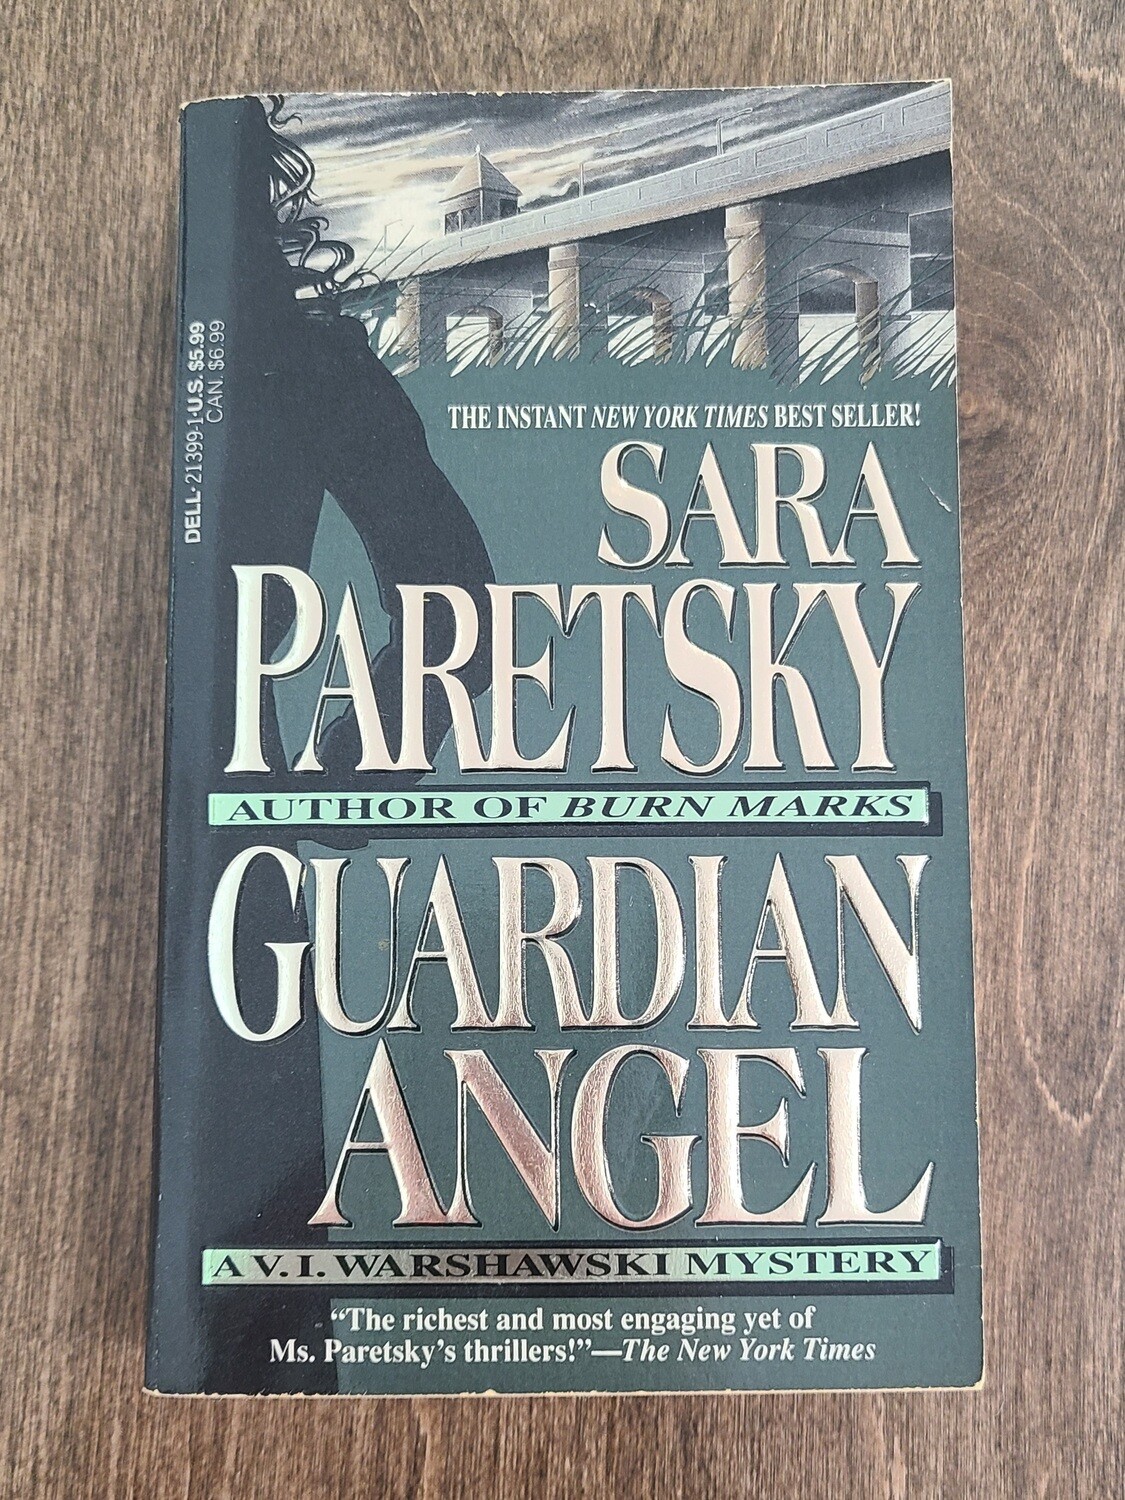 DELL • 21399-1 • U.S. $5.99
CAN. $6.99
THE INSTANT NEW YORK TIMES BEST SELLER!
SARA
PARETSKY
AUTHOR OF BURN MARKS
GUARDIAN
ANGEL
A V. I. WARSHAWSKI MYSTERY
“The richest and most engaging yet of
Ms. Paretsky’s thrillers!”—The New York Times